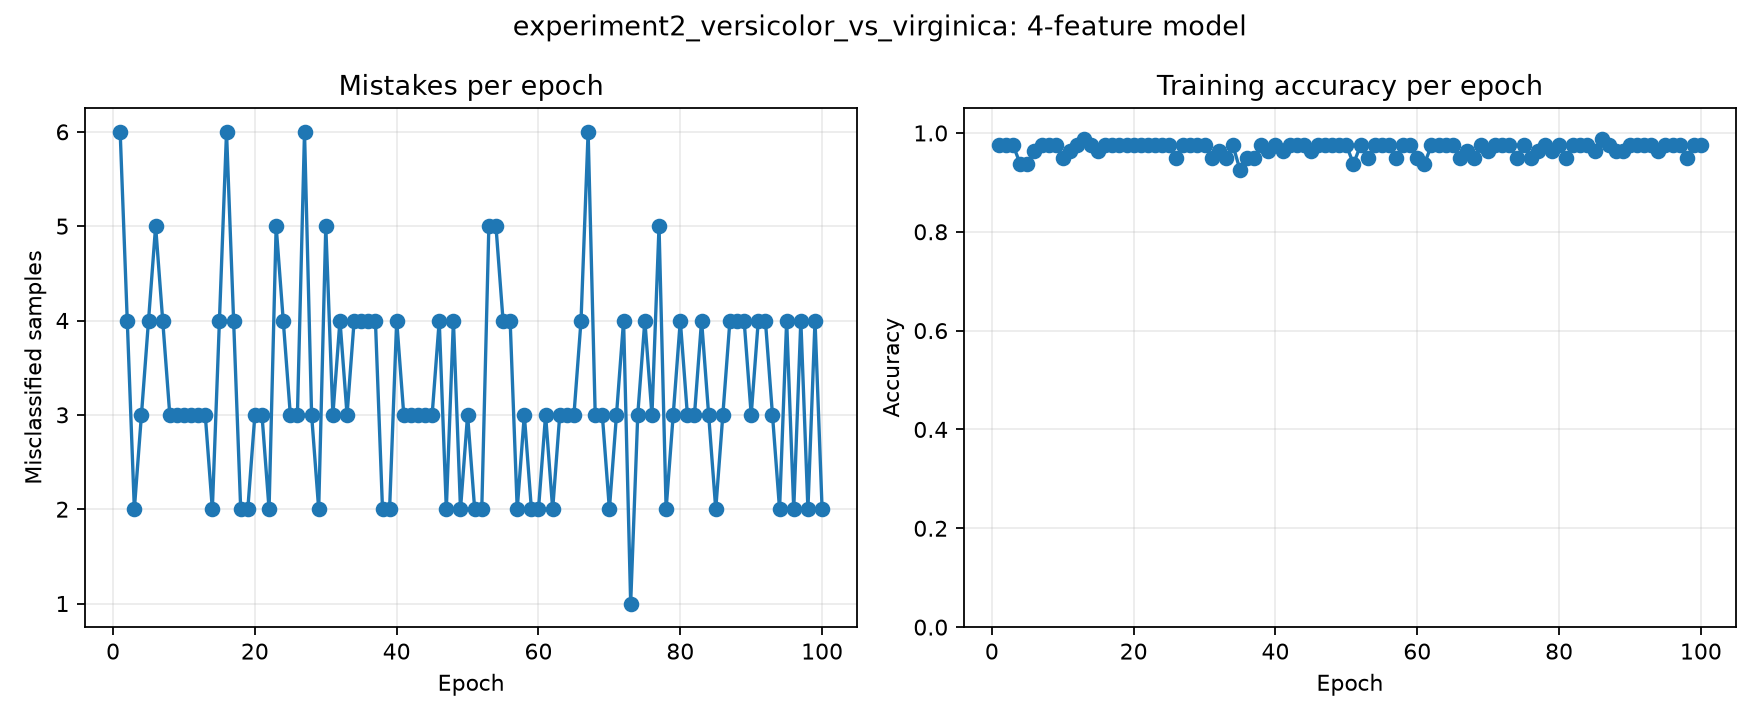 experiment2_versicolor_vs_virginica: 4-feature model
Mistakes per epoch
Misclassified samples
6
5
4
3
2
1
0 20 40 60 80 100
Epoch
Training accuracy per epoch
Accuracy
1.0
0.8
0.6
0.4
0.2
0.0
0 20 40 60 80 100
Epoch